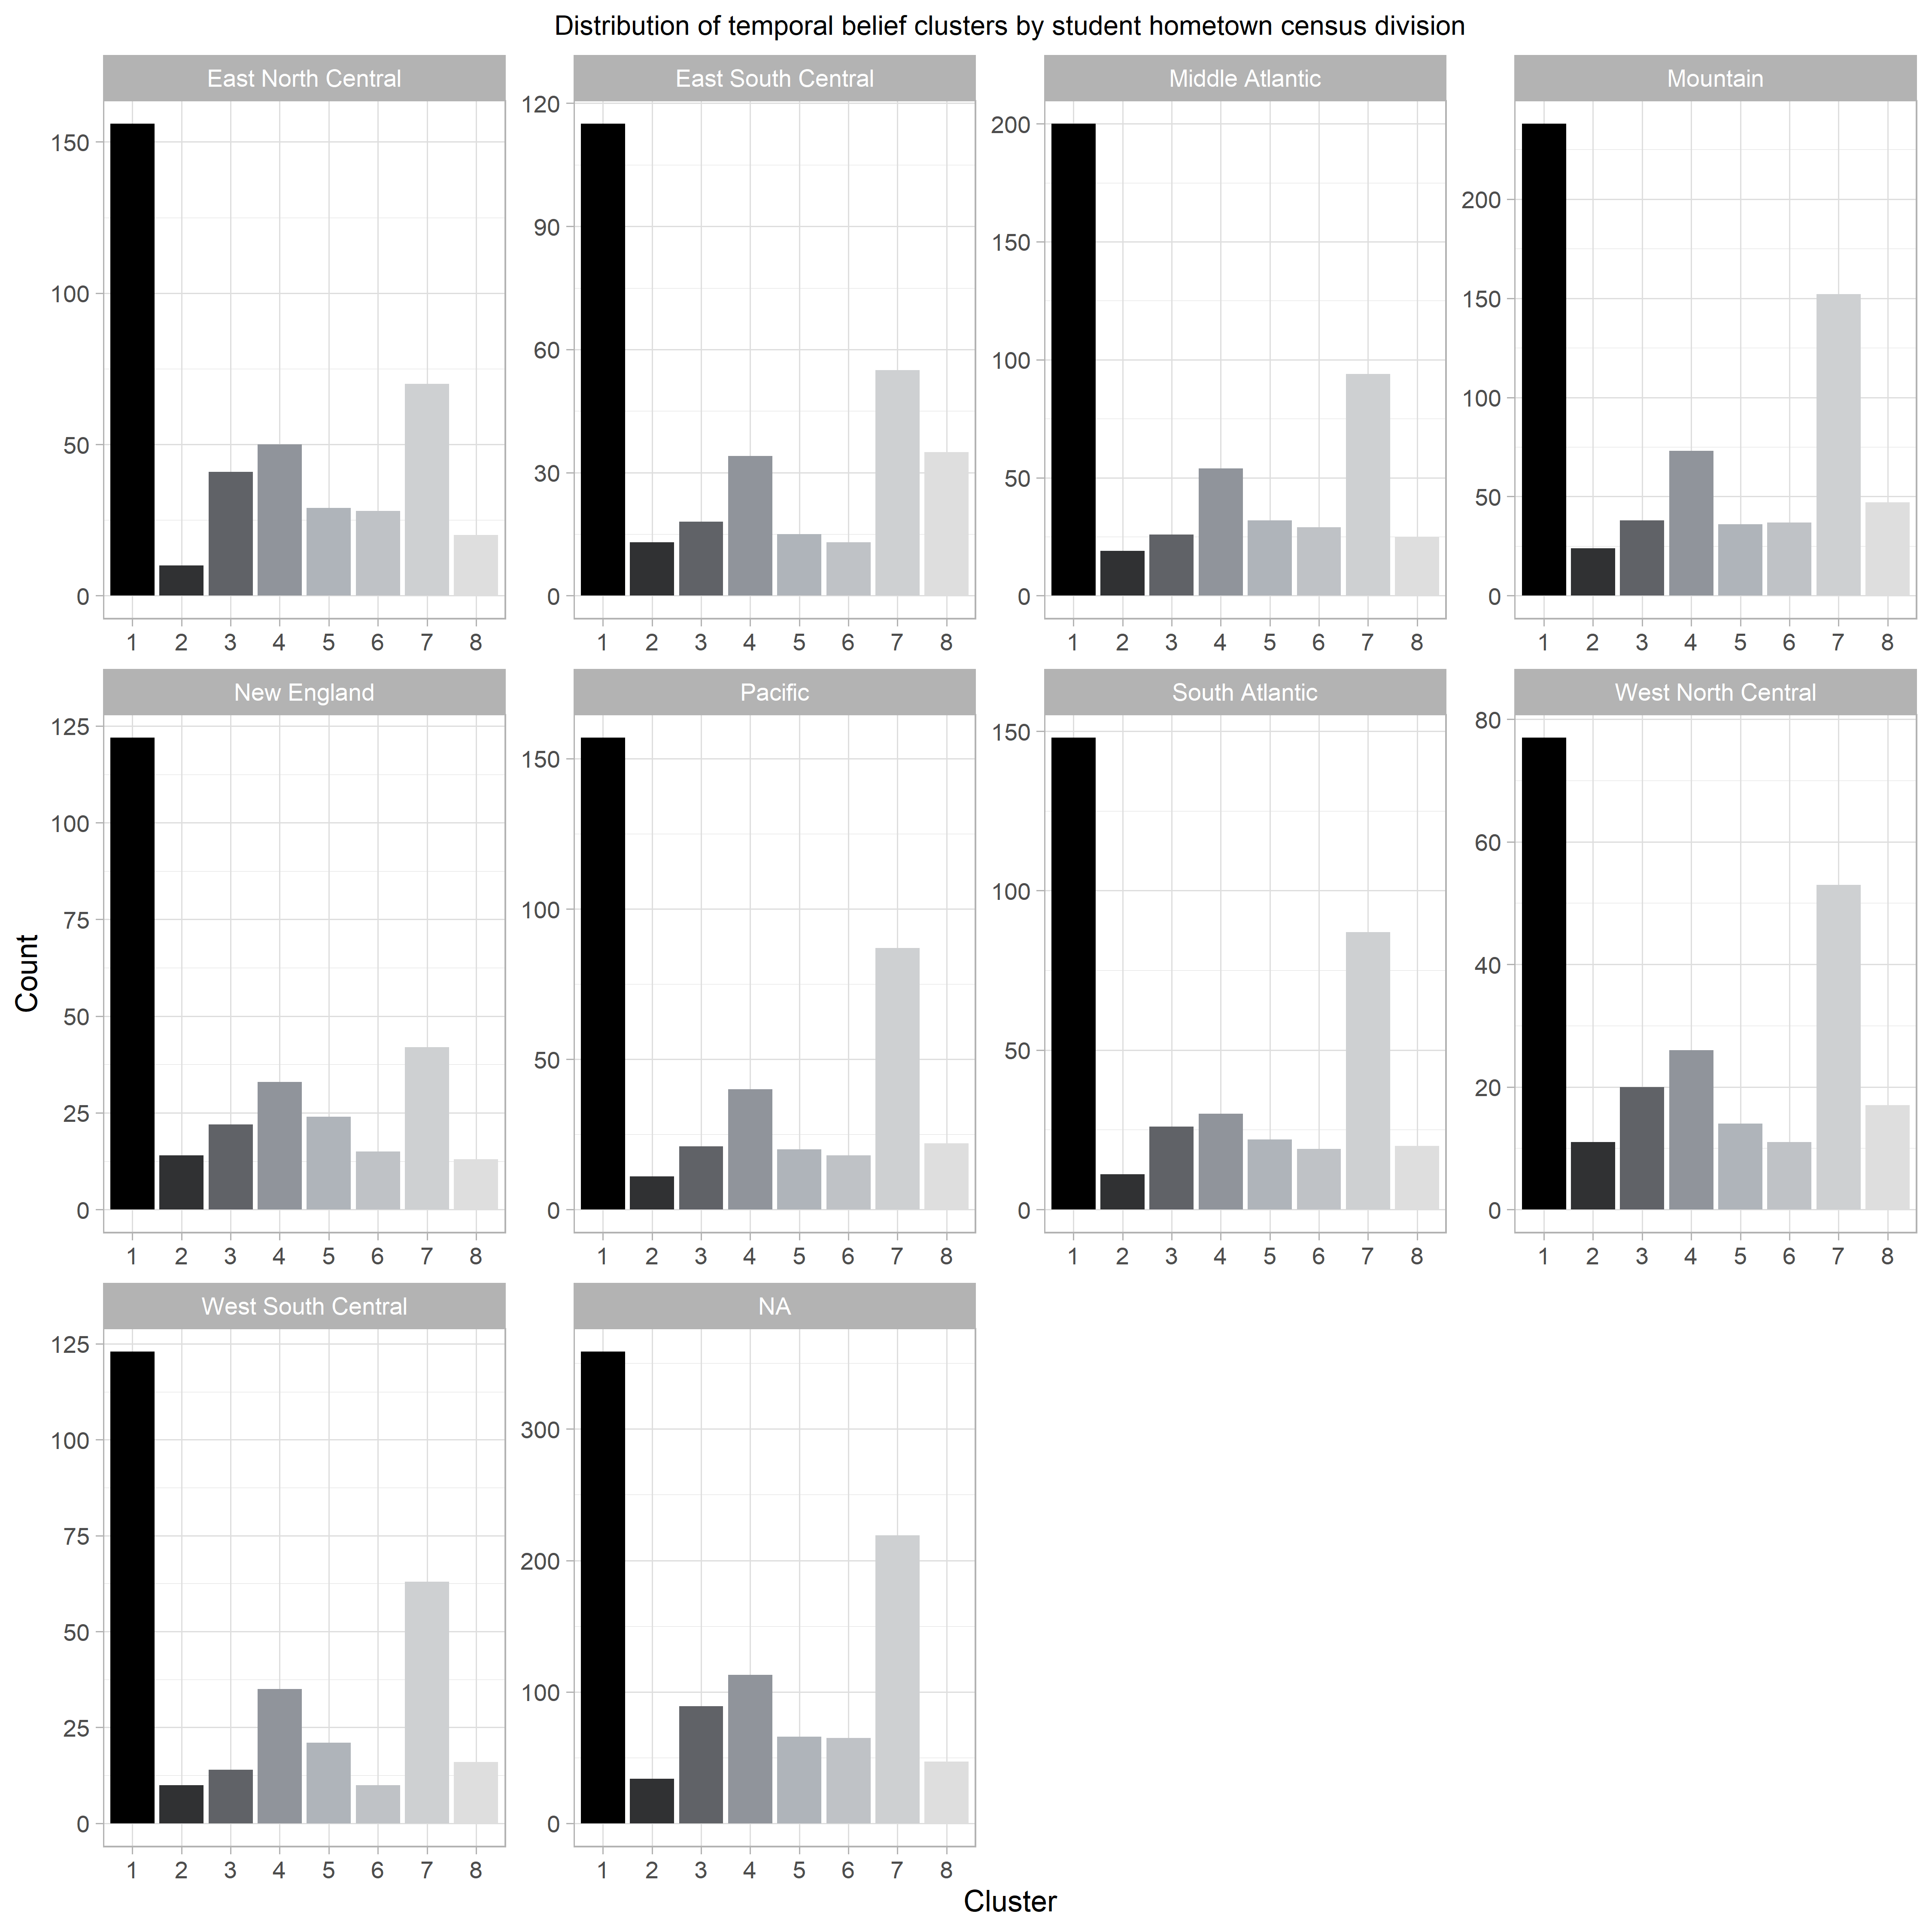 Distribution of temporal belief clusters by student hometown census division
East North Central
East South Central
Middle Atlantic
Mountain
150
100
50
0
120
90
60
30
0
200
150
100
50
0
200
150
100
50
0
1 2 3 4 5 6 7 8
1 2 3 4 5 6 7 8
1 2 3 4 5 6 7 8
1 2 3 4 5 6 7 8
New England
Pacific
South Atlantic
West North Central
125
100
75
50
25
0
150
100
50
0
150
100
50
0
80
60
40
20
0
1 2 3 4 5 6 7 8
1 2 3 4 5 6 7 8
1 2 3 4 5 6 7 8
1 2 3 4 5 6 7 8
West South Central
NA
125
100
75
50
25
0
300
200
100
0
1 2 3 4 5 6 7 8
1 2 3 4 5 6 7 8
Count
Cluster